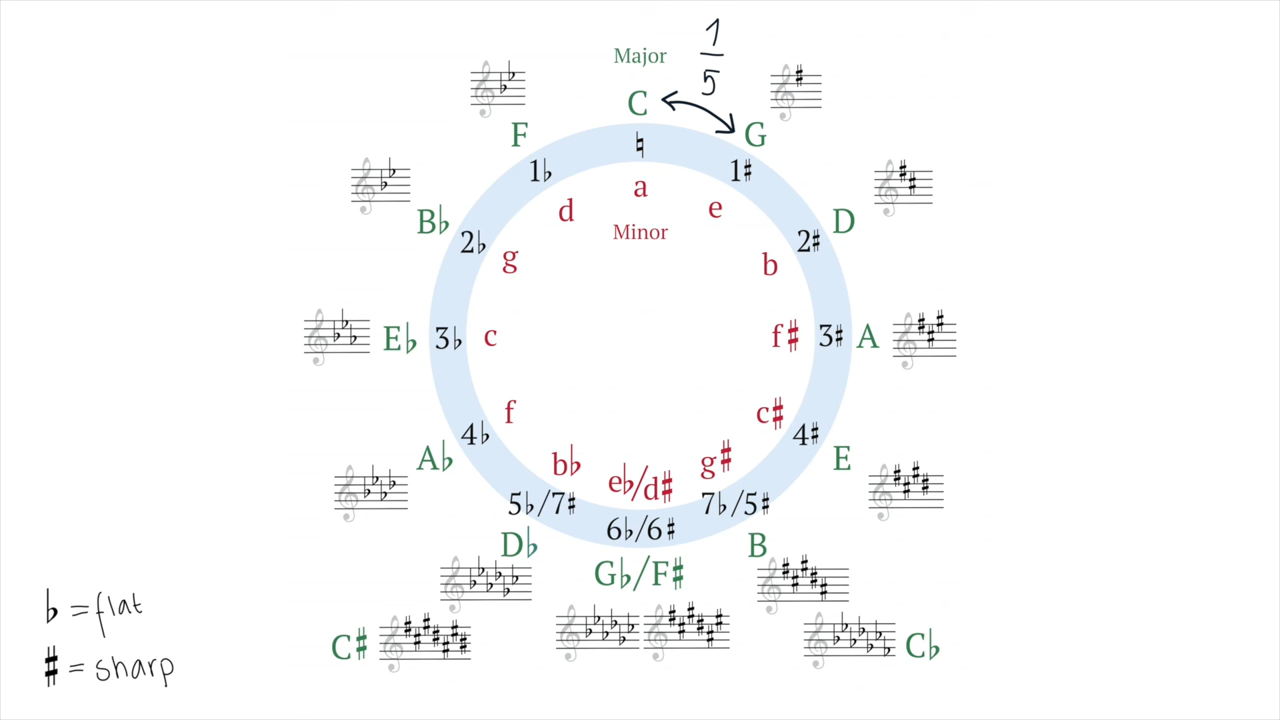 Major
1
5
C
F
G
♮
1♭
1♯
a
d
e
Minor
B♭
D
2♭
2♯
g
b
E♭
3♭
c
f♯
3♯
A
f
c♯
4♭
4♯
A♭
E
b♭
g♯
e♭/d♯
5♭/7♯
7♭/5♯
6♭/6♯
D♭
B
G♭/F♯
♭ = flat
C♯
C♭
♯ = sharp